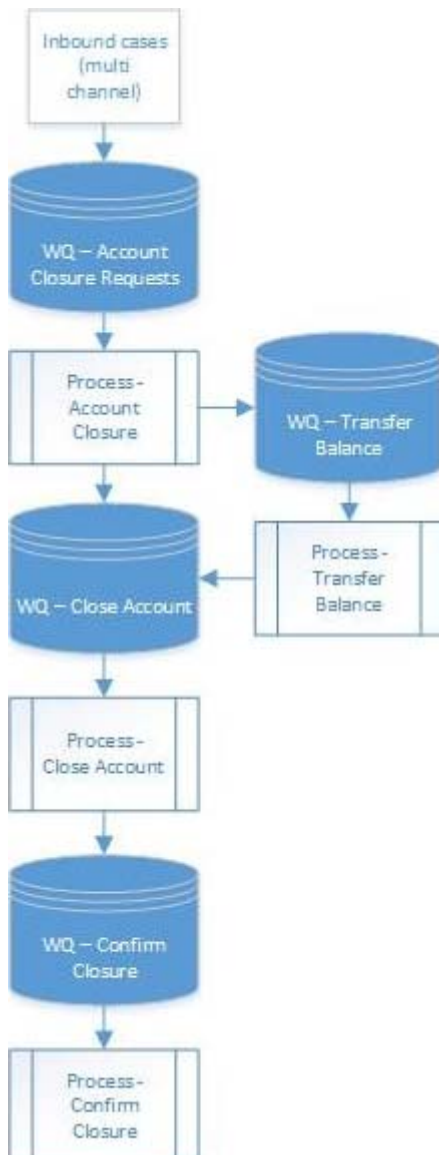 Inbound cases
(multi
channel)
WQ – Account
Closure Requests
Process -
Account
Closure
WQ – Transfer
Balance
Process -
Transfer
Balance
WQ – Close Account
Process -
Close Account
WQ – Confirm
Closure
Process -
Confirm
Closure